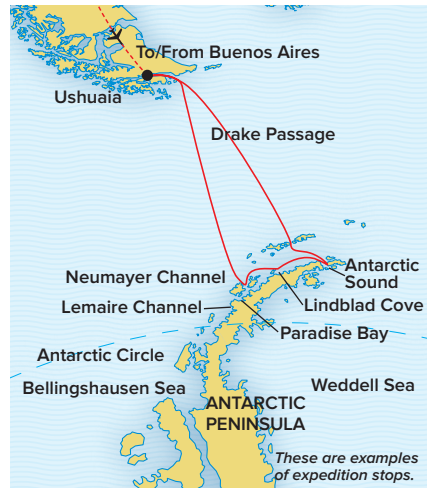 To/From Buenos Aires
Ushuaia
Drake Passage
Antarctic
Sound
Neumayer Channel
Lindblad Cove
Lemaire Channel
Paradise Bay
Antarctic Circle
Bellingshausen Sea
Weddell Sea
ANTARCTIC
PENINSULA
These are examples
of expedition stops.